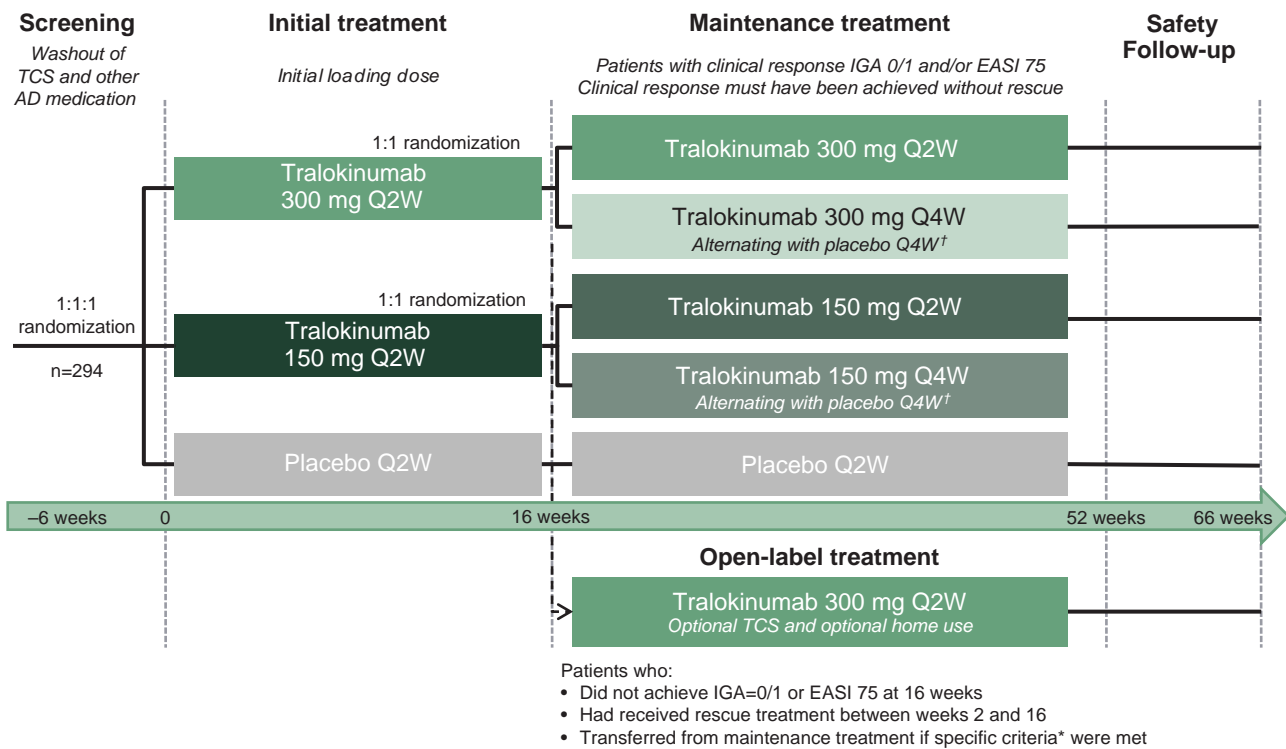 Screening
Washout of
TCS and other
AD medication
Initial treatment
Initial loading dose
Maintenance treatment
Patients with clinical response IGA 0/1 and/or EASI 75
Clinical response must have been achieved without rescue
Safety
Follow-up
1:1:1
randomization
n=294
1:1 randomization
Tralokinumab
300 mg Q2W
Tralokinumab 300 mg Q2W
Tralokinumab 300 mg Q4W
Alternating with placebo Q4W†
1:1 randomization
Tralokinumab
150 mg Q2W
Tralokinumab 150 mg Q2W
Tralokinumab 150 mg Q4W
Alternating with placebo Q4W†
Placebo Q2W
Placebo Q2W
–6 weeks
0
16 weeks
52 weeks
66 weeks
Open-label treatment
Tralokinumab 300 mg Q2W
Optional TCS and optional home use
Patients who:
• Did not achieve IGA=0/1 or EASI 75 at 16 weeks
• Had received rescue treatment between weeks 2 and 16
• Transferred from maintenance treatment if specific criteria* were met